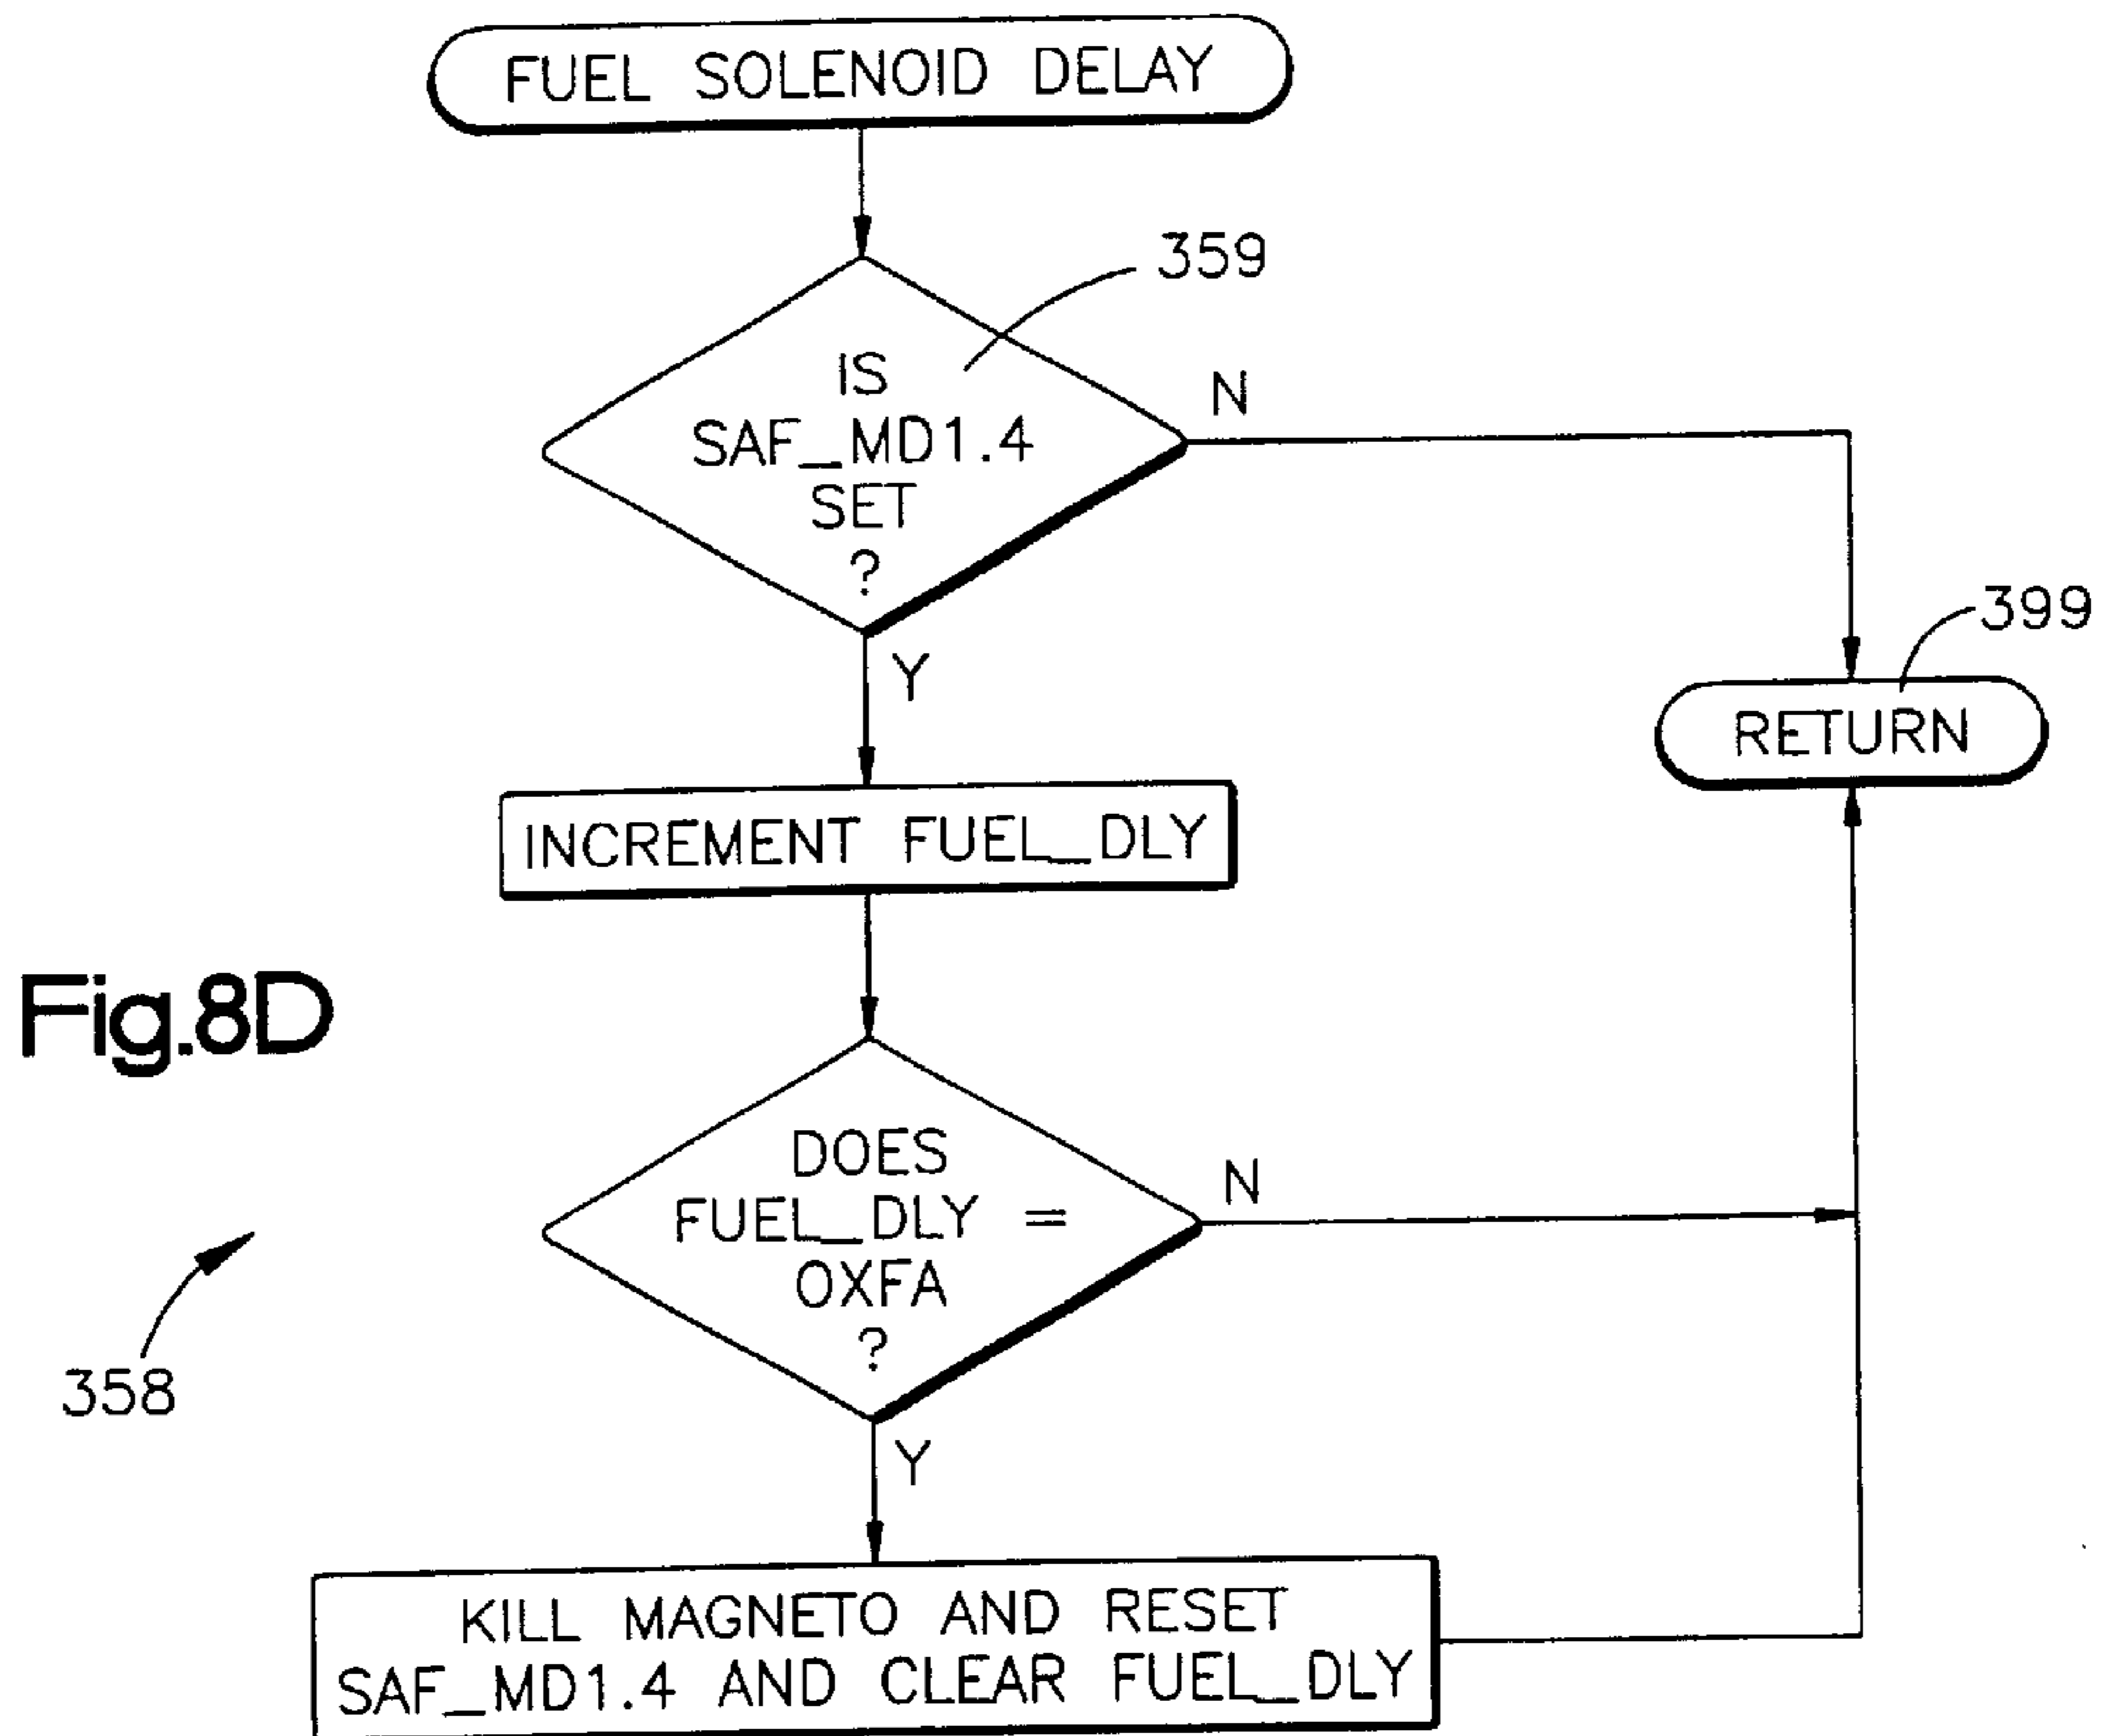 FUEL SOLENOID DELAY
359
IS
SAF_MD1.4
SET
?
N
Y
399
RETURN
INCREMENT FUEL_DLY
Fig.8D
DOES
FUEL_DLY =
OXFA
?
N
Y
358
KILL MAGNETO AND RESET
SAF_MD1.4 AND CLEAR FUEL_DLY